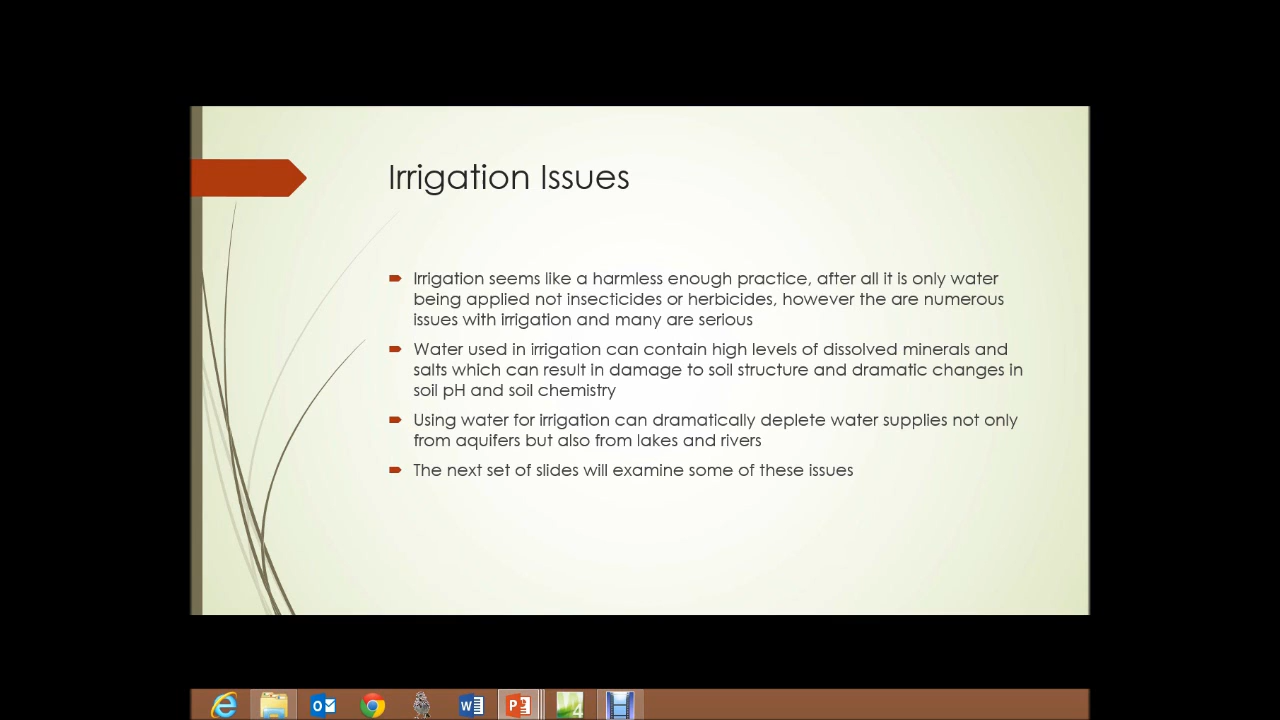 Irrigation Issues
Irrigation seems like a harmless enough practice, after all it is only water
being applied not insecticides or herbicides, however the are numerous
issues with irrigation and many are serious
Water used in irrigation can contain high levels of dissolved minerals and
salts which can result in damage to soil structure and dramatic changes in
soil pH and soil chemistry
Using water for irrigation can dramatically deplete water supplies not only
from aquifers but also from lakes and rivers
The next set of slides will examine some of these issues